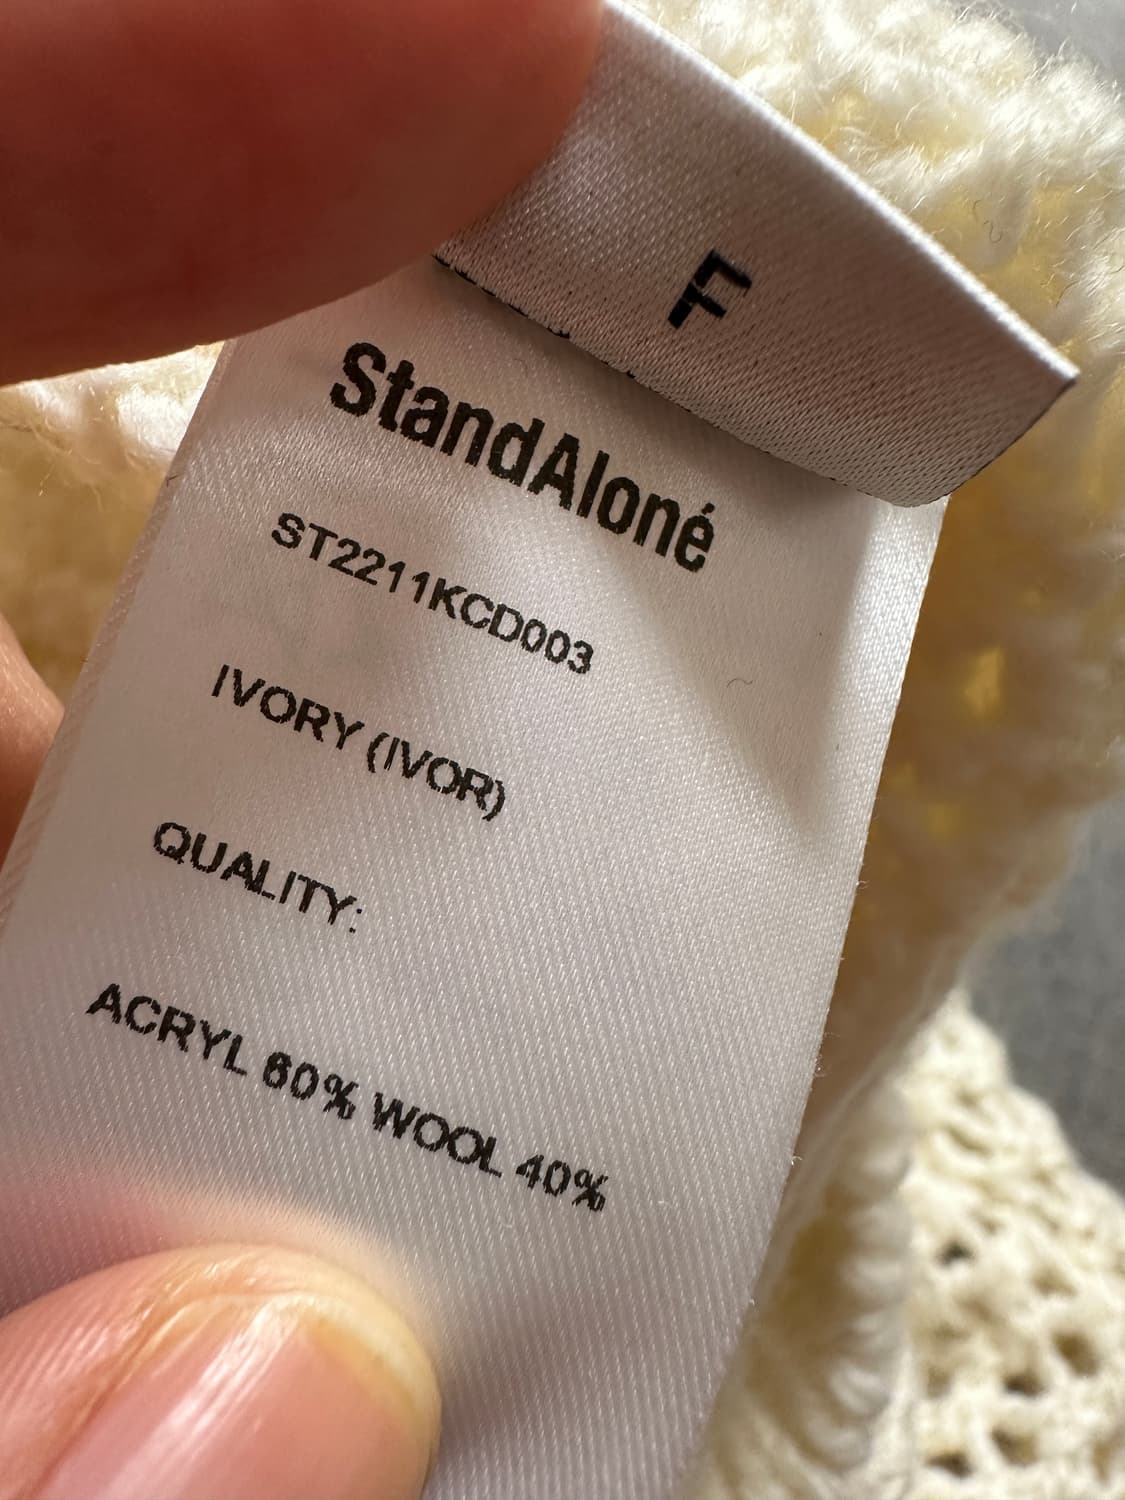 F
StandAloné
ST2211KCD003
IVORY (IVOR)
QUALITY:
ACRYL 60% WOOL 40%